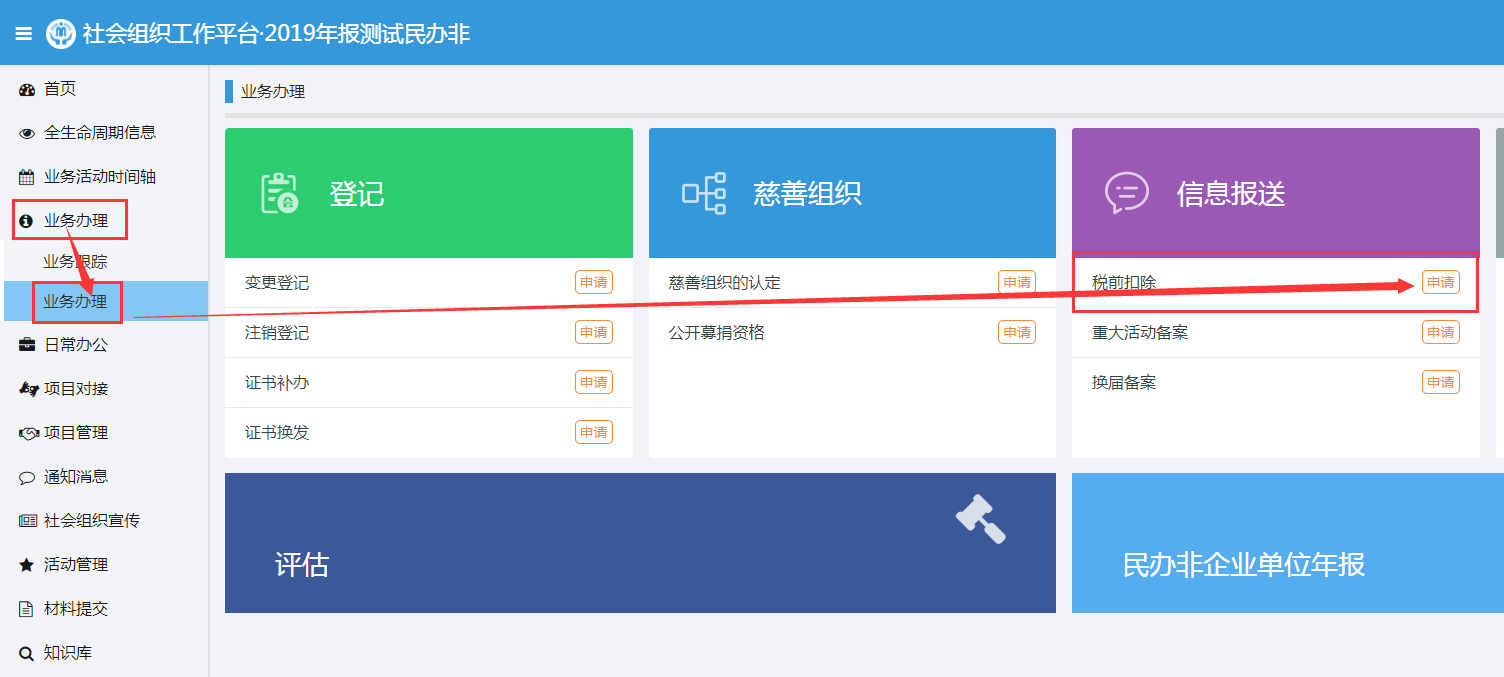 社会组织工作平台·2019年报测试民办非
首页
全生命周期信息
业务活动时间轴
业务办理
业务跟踪
业务办理
日常办公
项目对接
项目管理
通知消息
社会组织宣传
活动管理
材料提交
知识库
业务办理
登记
变更登记 申请
注销登记 申请
证书补办 申请
证书换发 申请
慈善组织
慈善组织的认定 申请
公开募捐资格 申请
信息报送
税前扣除 申请
重大活动备案 申请
换届备案 申请
评估
民办非企业单位年报